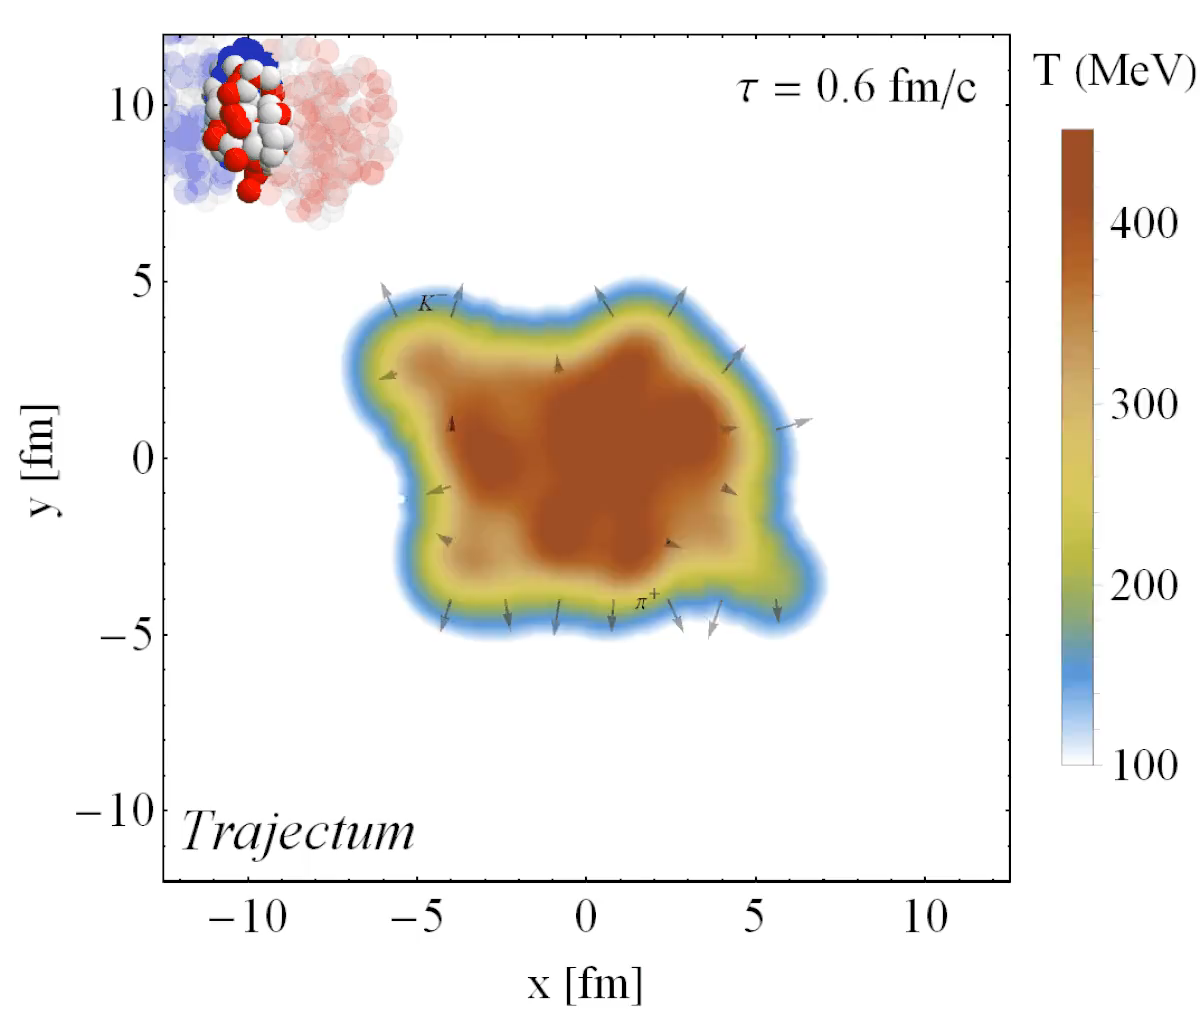 τ = 0.6 fm/c
T (MeV)
10
5
0
−5
−10
y [fm]
K⁻
π⁺
400
300
200
100
Trajectum
−10
−5
0
5
10
x [fm]